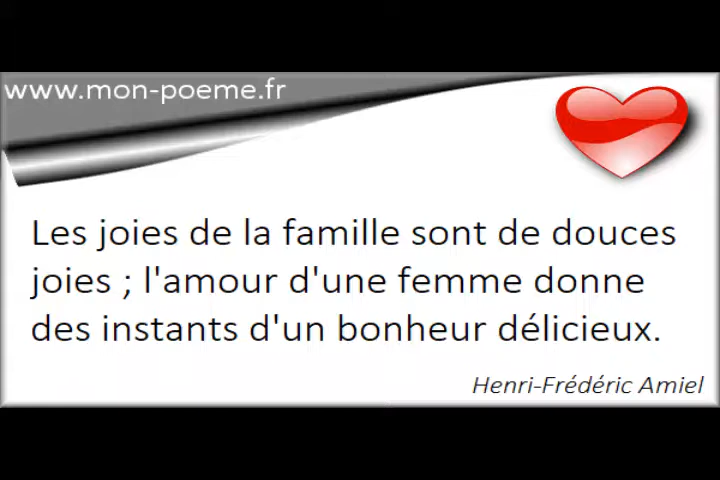 www.mon-poeme.fr
Les joies de la famille sont de douces
joies ; l'amour d'une femme donne
des instants d'un bonheur délicieux.
Henri-Frédéric Amiel